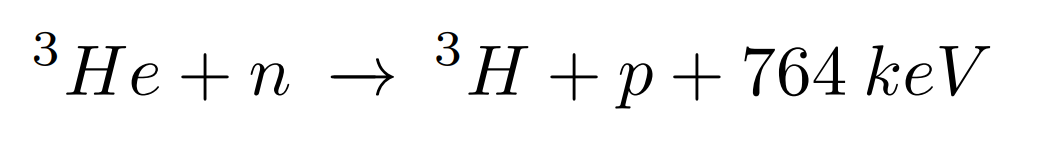 ³He + n → ³H + p + 764 keV